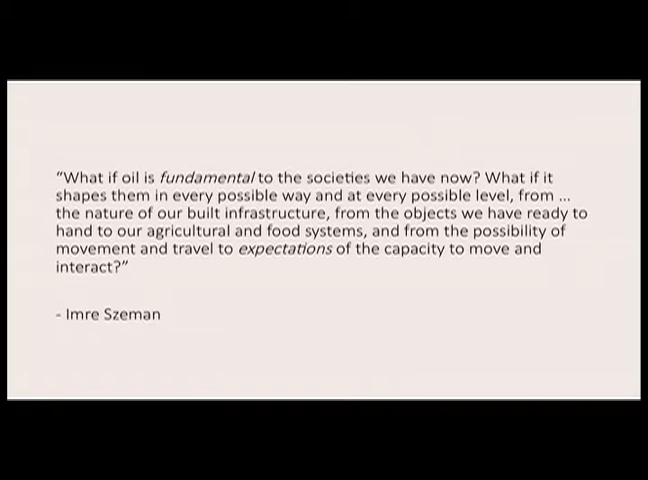 “What if oil is fundamental to the societies we have now? What if it
shapes them in every possible way and at every possible level, from ...
the nature of our built infrastructure, from the objects we have ready to
hand to our agricultural and food systems, and from the possibility of
movement and travel to expectations of the capacity to move and
interact?”
- Imre Szeman